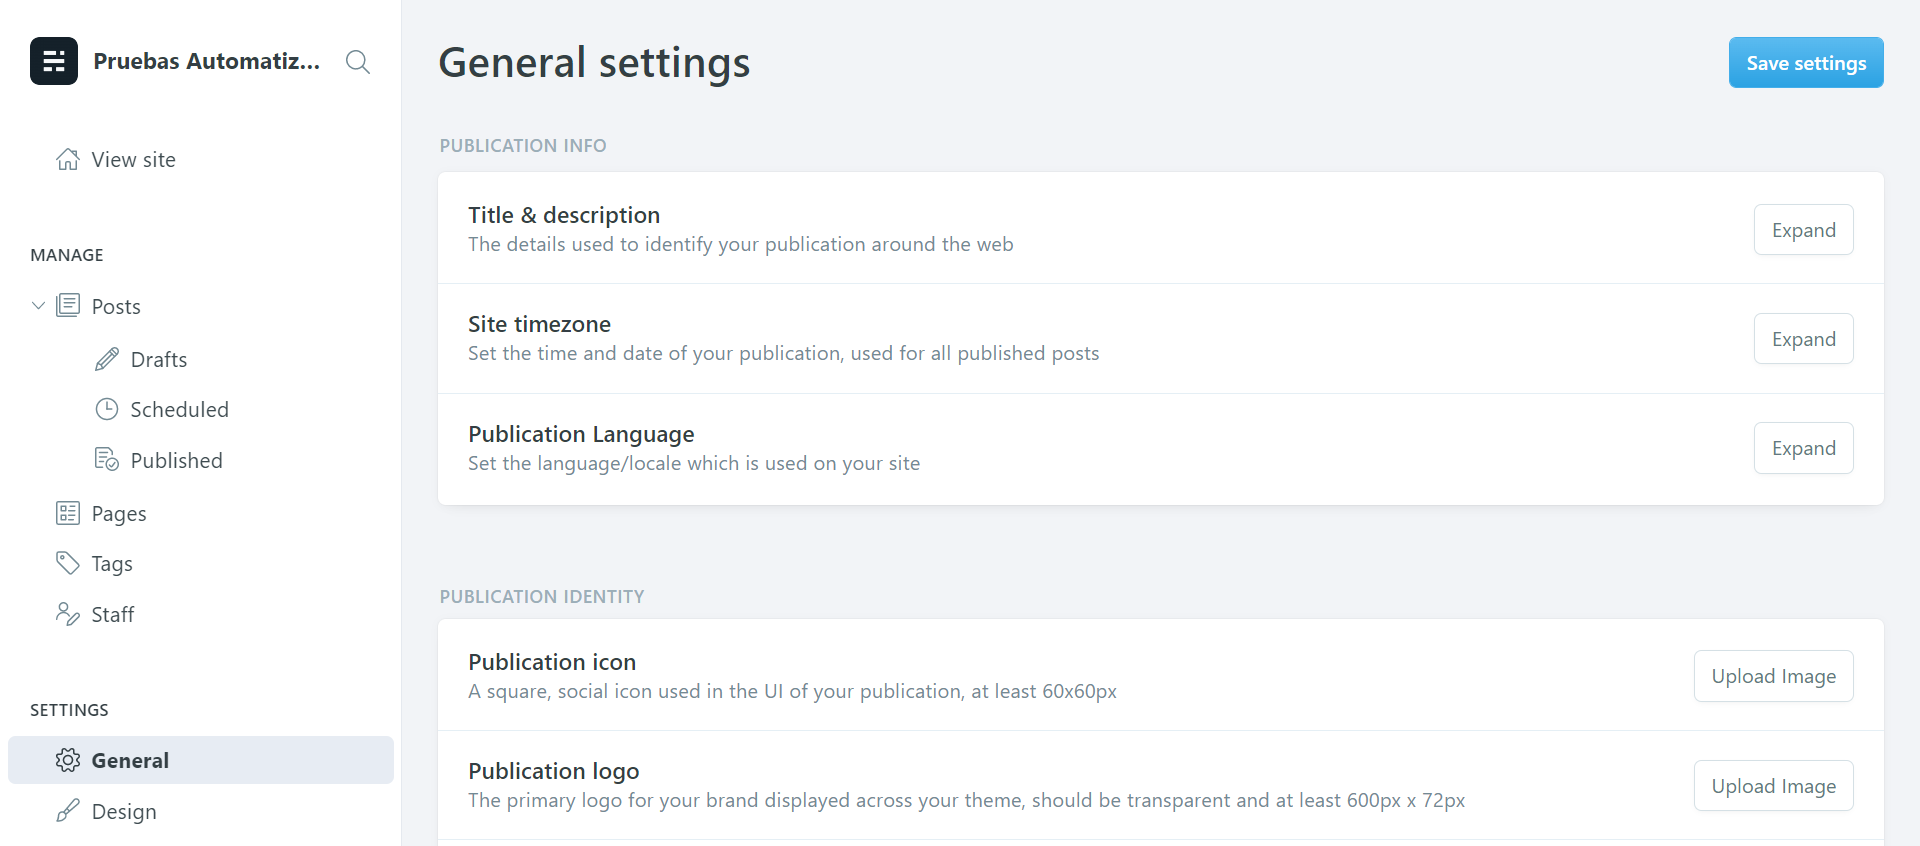 Pruebas Automatiz...
View site
MANAGE
Posts
Drafts
Scheduled
Published
Pages
Tags
Staff
SETTINGS
General
Design
General settings
Save settings
PUBLICATION INFO
Title & description
The details used to identify your publication around the web
Expand
Site timezone
Set the time and date of your publication, used for all published posts
Expand
Publication Language
Set the language/locale which is used on your site
Expand
PUBLICATION IDENTITY
Publication icon
A square, social icon used in the UI of your publication, at least 60x60px
Upload Image
Publication logo
The primary logo for your brand displayed across your theme, should be transparent and at least 600px x 72px
Upload Image